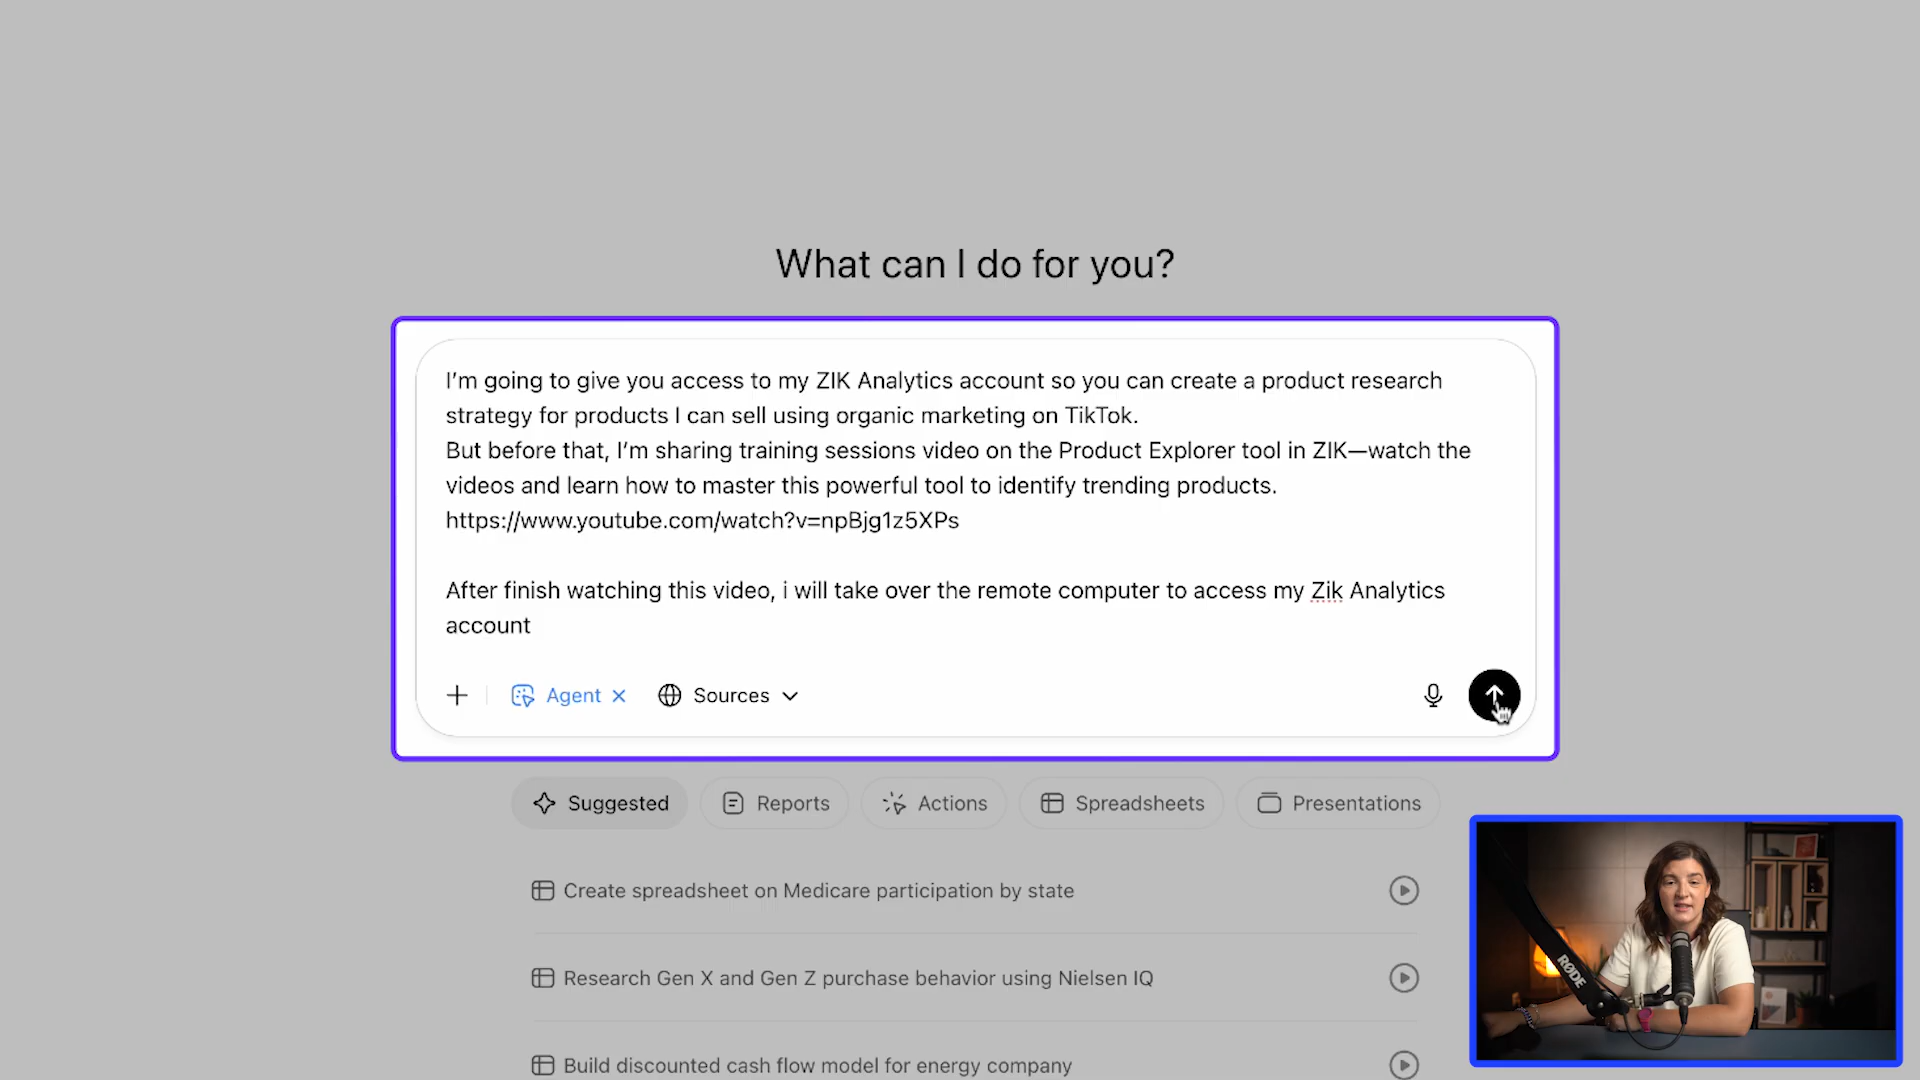 What can I do for you?
I'm going to give you access to my ZIK Analytics account so you can create a product research
strategy for products I can sell using organic marketing on TikTok.
But before that, I'm sharing training sessions video on the Product Explorer tool in ZIK—watch the
videos and learn how to master this powerful tool to identify trending products.
https://www.youtube.com/watch?v=npBjg1z5XPs
After finish watching this video, i will take over the remote computer to access my Zik Analytics
account
Agent
Sources
Suggested
Reports
Actions
Spreadsheets
Presentations
Create spreadsheet on Medicare participation by state
Research Gen X and Gen Z purchase behavior using Nielsen IQ
Build discounted cash flow model for energy company
RØDE